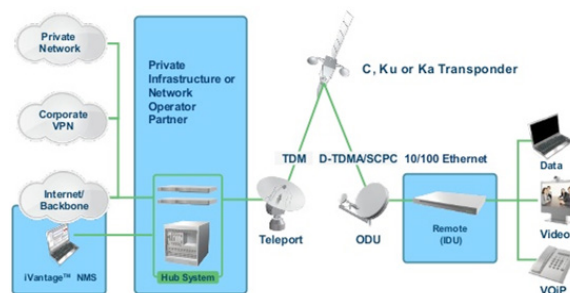 Private
Network
Corporate
VPN
Internet/
Backbone
iVantage™ NMS
Private
Infrastructure or
Network
Operator
Partner
Hub System
C, Ku or Ka Transponder
TDM
D-TDMA/SCPC
10/100 Ethernet
Teleport
ODU
Remote
(IDU)
Data
Video
VOiP